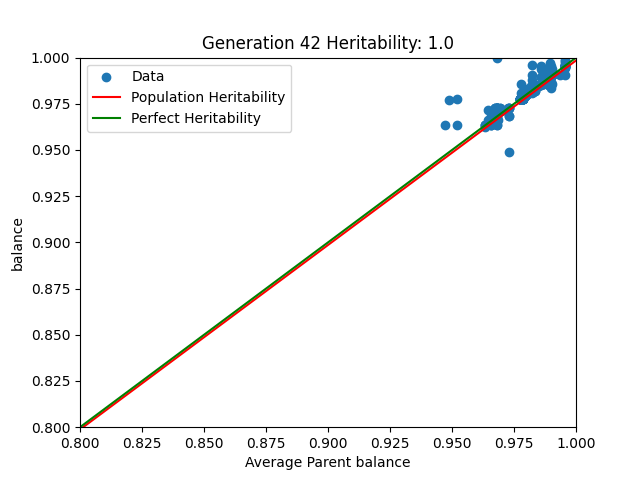 Generation 42 Heritability: 1.0
Data
Population Heritability
Perfect Heritability
balance
1.000
0.975
0.950
0.925
0.900
0.875
0.850
0.825
0.800
0.800 0.825 0.850 0.875 0.900 0.925 0.950 0.975 1.000
Average Parent balance